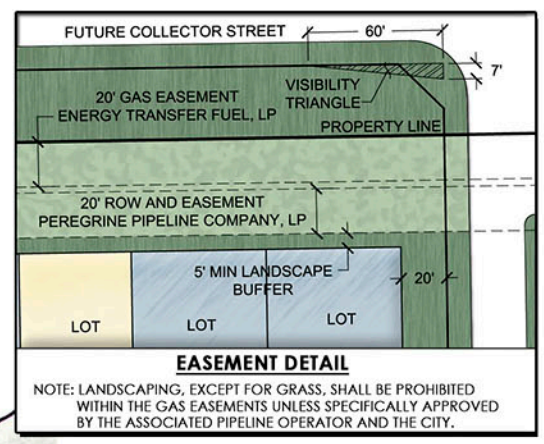 FUTURE COLLECTOR STREET
60'
7'
VISIBILITY
TRIANGLE
20' GAS EASEMENT
ENERGY TRANSFER FUEL, LP
PROPERTY LINE
20' ROW AND EASEMENT
PEREGRINE PIPELINE COMPANY, LP
5' MIN LANDSCAPE
BUFFER
20'
LOT
LOT
LOT
EASEMENT DETAIL
NOTE: LANDSCAPING, EXCEPT FOR GRASS, SHALL BE PROHIBITED
WITHIN THE GAS EASEMENTS UNLESS SPECIFICALLY APPROVED
BY THE ASSOCIATED PIPELINE OPERATOR AND THE CITY.